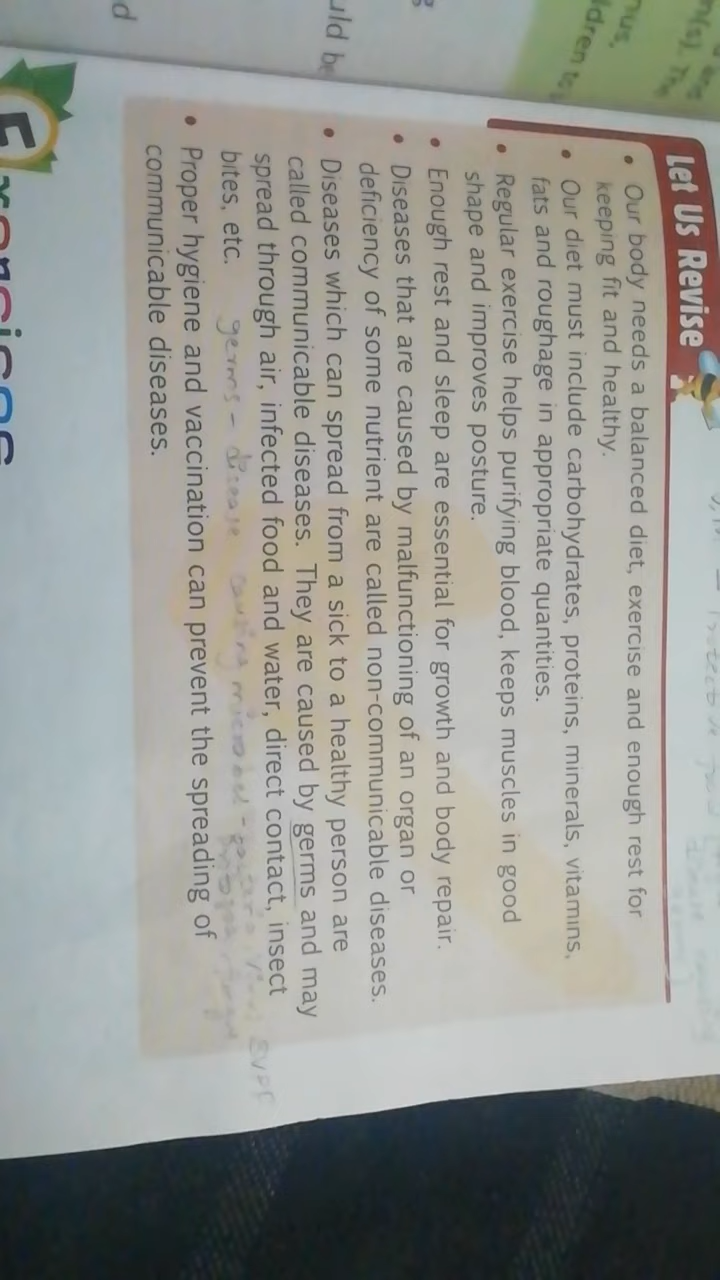 Let Us Revise
• Our body needs a balanced diet, exercise and enough rest for
keeping fit and healthy.
• Our diet must include carbohydrates, proteins, minerals, vitamins,
fats and roughage in appropriate quantities.
• Regular exercise helps purifying blood, keeps muscles in good
shape and improves posture.
• Enough rest and sleep are essential for growth and body repair.
• Diseases that are caused by malfunctioning of an organ or
deficiency of some nutrient are called non-communicable diseases.
• Diseases which can spread from a sick to a healthy person are
called communicable diseases. They are caused by germs and may
spread through air, infected food and water, direct contact, insect
bites, etc.
germs - disease causing
• Proper hygiene and vaccination can prevent the spreading of
communicable diseases.
Exercises